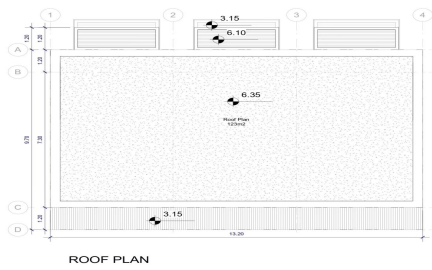 1 2 3 4
3.15
6.10
1.20 1.20
A
1.20
B
6.35
Roof Plan
123m2
9.70 7.30
C
1.20
3.15
D
13.20
ROOF PLAN